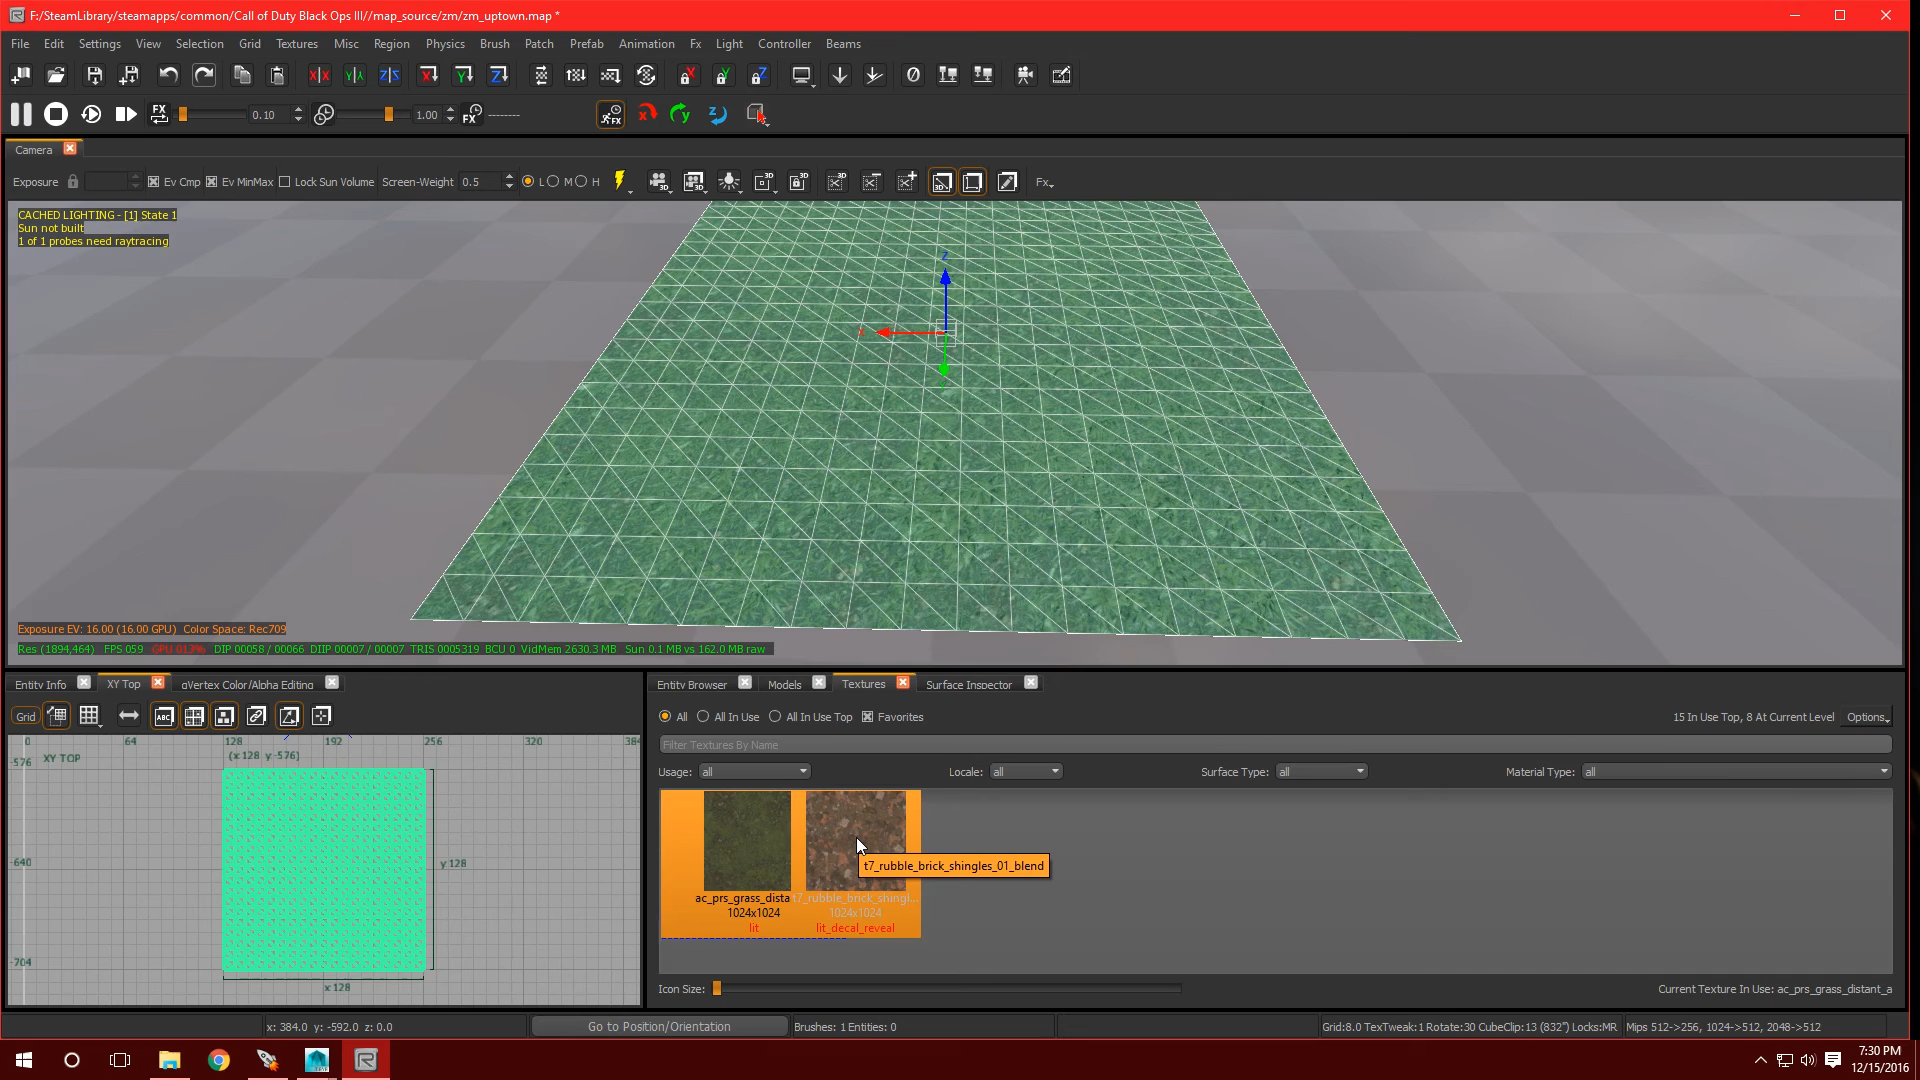 F:/SteamLibrary/steamapps/common/Call of Duty Black Ops III//map_source/zm/zm_uptown.map *
File Edit Settings View Selection Grid Textures Misc Region Physics Brush Patch Prefab Animation Fx Light Controller Beams
FX 0.10 1.00 FX --------
Camera
Exposure Ev Cmp Ev MinMax Lock Sun Volume Screen-Weight 0.5 L M H Fx
CACHED LIGHTING - [1] State 1
Sun not built
1 of 1 probes need raytracing
Z
X
Exposure EV: 16.00 (16.00 GPU) Color Space: Rec709
Res (1894,464) FPS 059 GPU 013% DIP 00058 / 00066 DIIP 00007 / 00007 TRIS 0005319 BCU 0 VidMem 2630.3 MB Sun 0.1 MB vs 162.0 MB raw
Entity Info XY Top qVertex Color/Alpha Editing
Grid ABC
0 64 128 192 256 320 384
-576 XY TOP (x 128 y -576)
-640 y 128
-704
x 128
Entity Browser Models Textures Surface Inspector
All All In Use All In Use Top Favorites 15 In Use Top, 8 At Current Level Options
Filter Textures By Name
Usage: all Locale: all Surface Type: all Material Type: all
t7_rubble_brick_shingles_01_blend
ac_prs_grass_dista t7_rubble_brick_shingl...
1024x1024 1024x1024
lit lit_decal_reveal
Icon Size: Current Texture In Use: ac_prs_grass_distant_a
x: 384.0 y: -592.0 z: 0.0 Go to Position/Orientation Brushes: 1 Entities: 0 Grid:8.0 TexTweak:1 Rotate:30 CubeClip:13 (832") Locks:MR Mips 512->256, 1024->512, 2048->512
7:30 PM
12/15/2016